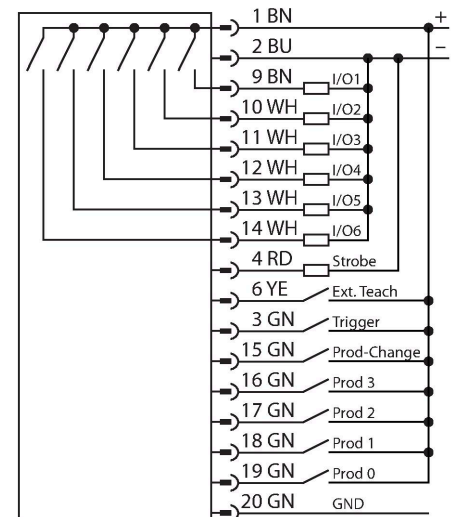 1 BN +
2 BU –
9 BN I/O1
10 WH I/O2
11 WH I/O3
12 WH I/O4
13 WH I/O5
14 WH I/O6
4 RD Strobe
6 YE Ext. Teach
3 GN Trigger
15 GN Prod-Change
16 GN Prod 3
17 GN Prod 2
18 GN Prod 1
19 GN Prod 0
20 GN GND